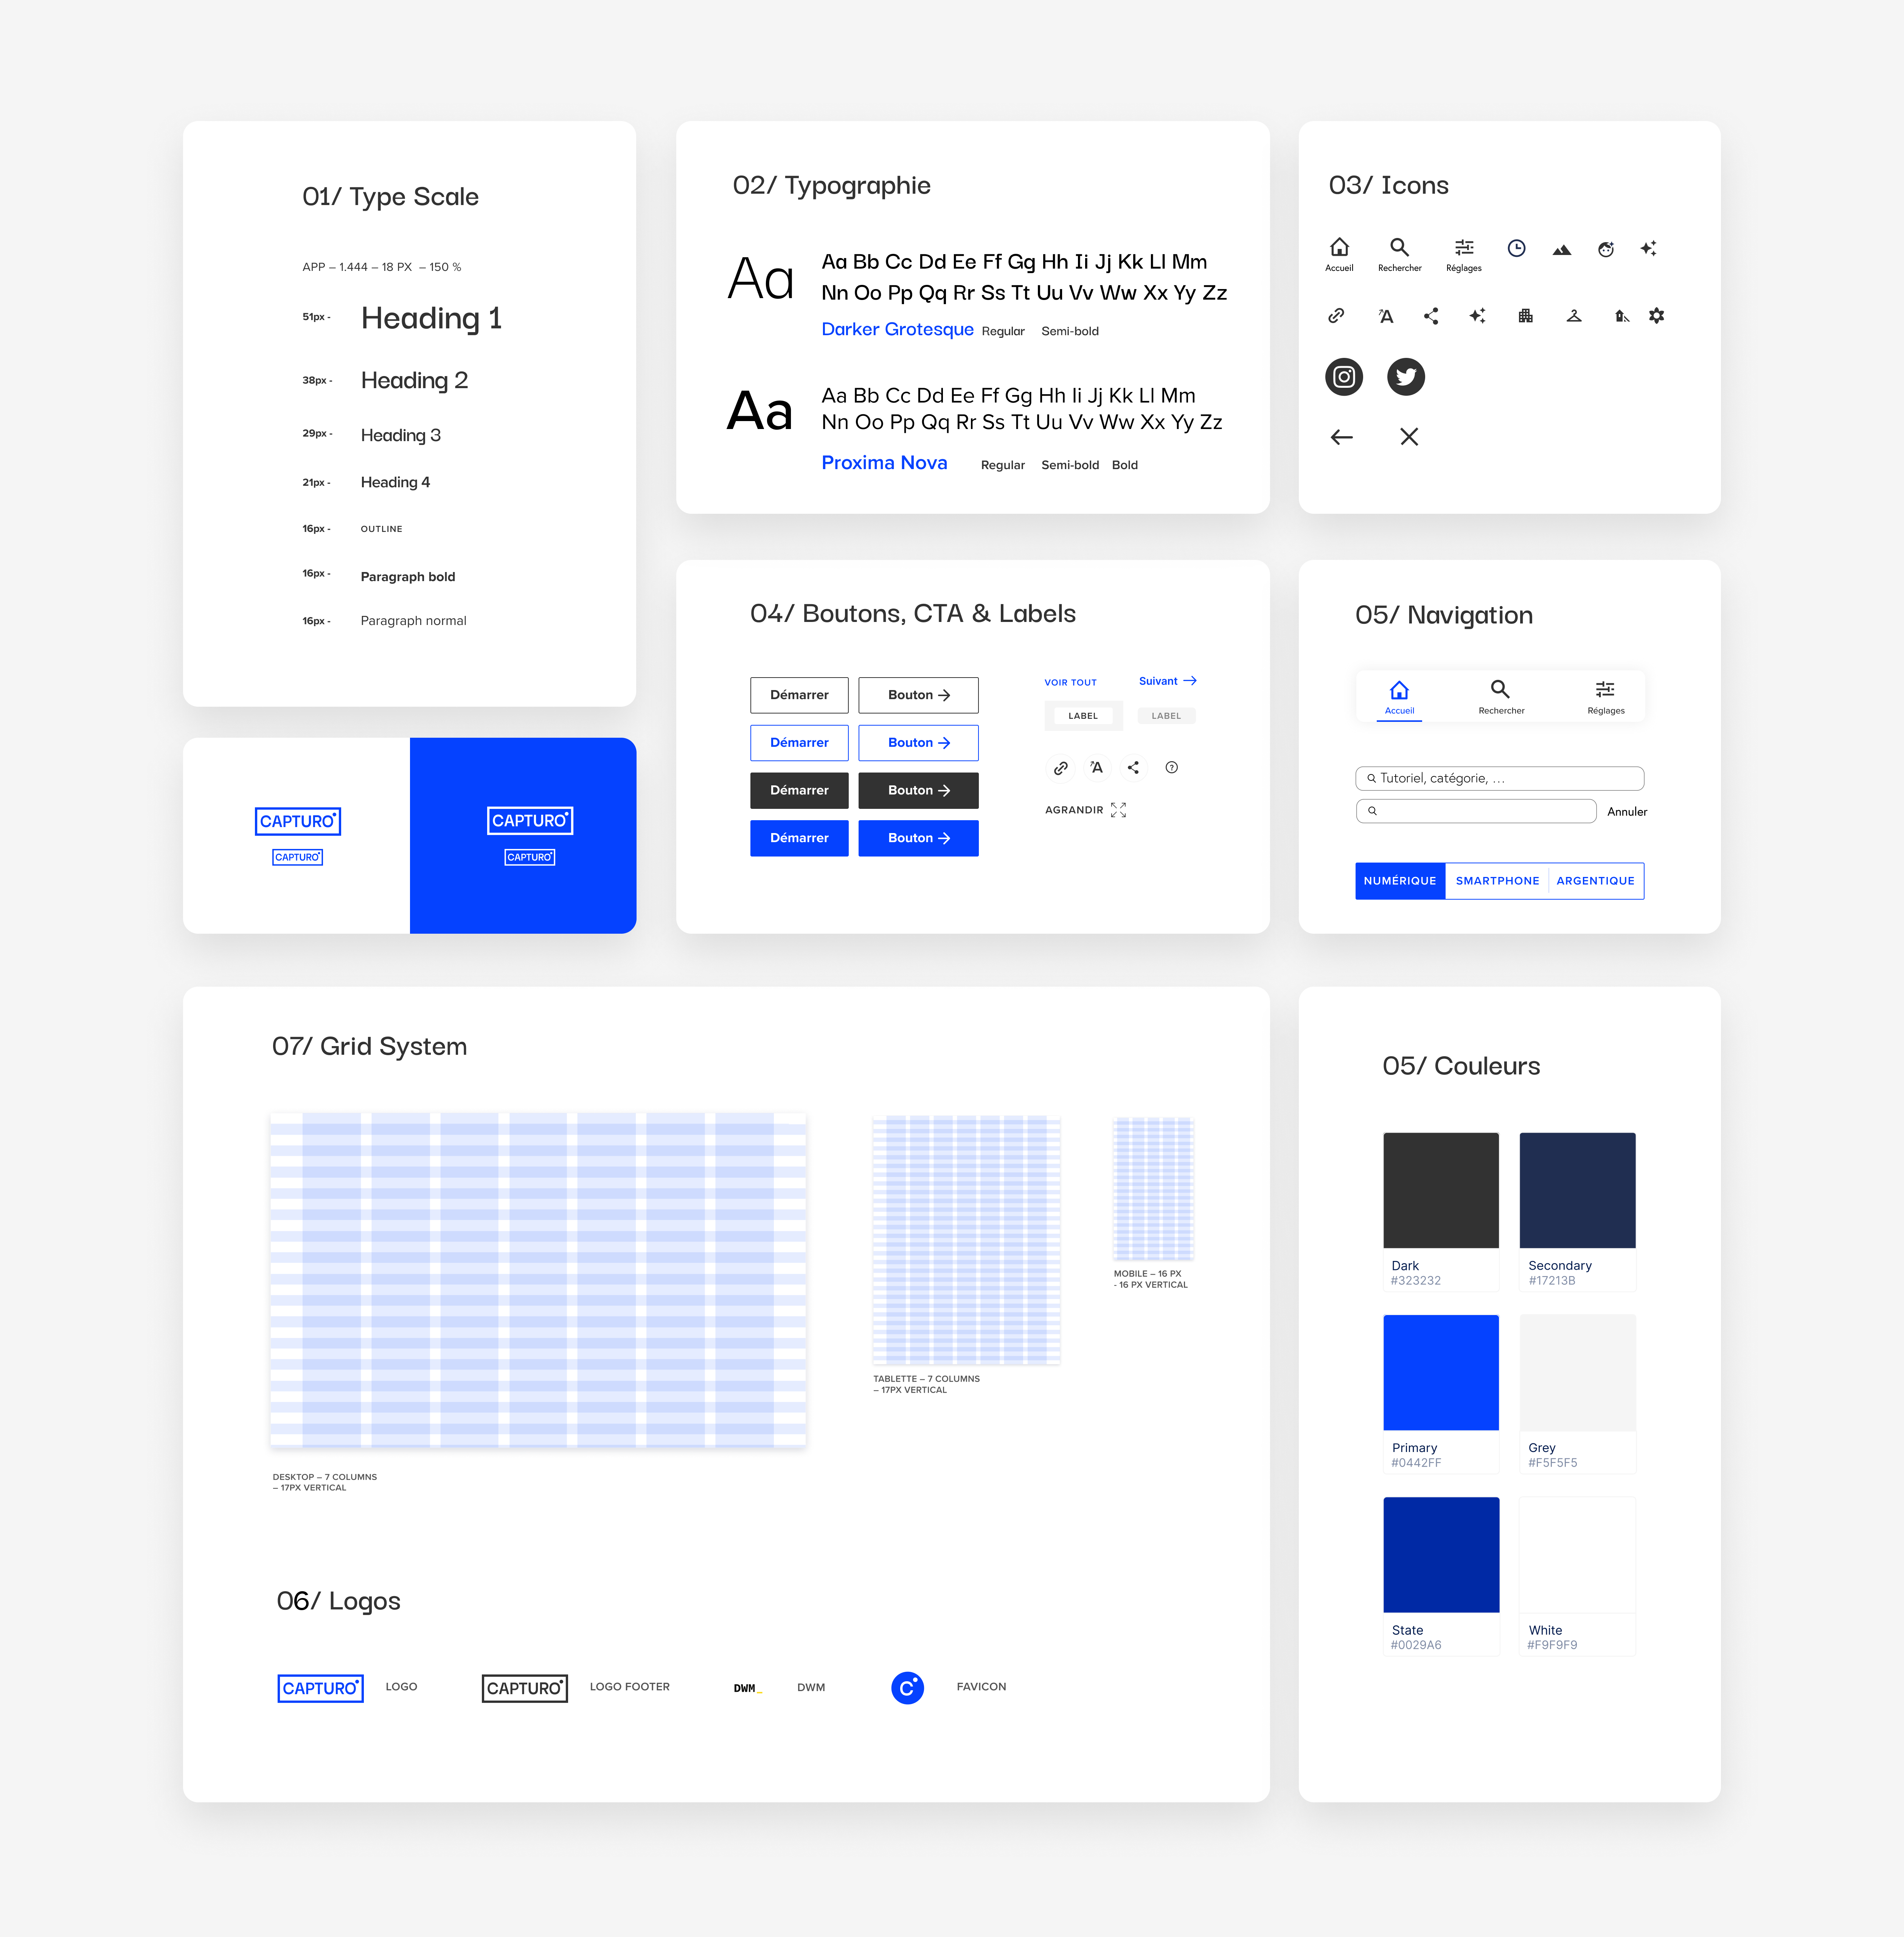 01/ Type Scale
APP – 1.444 – 18 PX – 150 %
51px - Heading 1
38px - Heading 2
29px - Heading 3
21px - Heading 4
16px - OUTLINE
16px - Paragraph bold
16px - Paragraph normal
02/ Typographie
Aa
Aa Bb Cc Dd Ee Ff Gg Hh Ii Jj Kk Ll Mm
Nn Oo Pp Qq Rr Ss Tt Uu Vv Ww Xx Yy Zz
Darker Grotesque Regular Semi-bold
Aa
Aa Bb Cc Dd Ee Ff Gg Hh Ii Jj Kk Ll Mm
Nn Oo Pp Qq Rr Ss Tt Uu Vv Ww Xx Yy Zz
Proxima Nova Regular Semi-bold Bold
03/ Icons
Accueil Rechercher Réglages
A
CAPTURO CAPTURO
CAPTURO CAPTURO
04/ Boutons, CTA & Labels
Démarrer Bouton
Démarrer Bouton
Démarrer Bouton
Démarrer Bouton
VOIR TOUT Suivant
LABEL LABEL
A ?
AGRANDIR
05/ Navigation
Accueil Rechercher Réglages
Tutoriel, catégorie, ...
Annuler
NUMÉRIQUE SMARTPHONE ARGENTIQUE
07/ Grid System
DESKTOP – 7 COLUMNS
– 17PX VERTICAL
TABLETTE – 7 COLUMNS
– 17PX VERTICAL
MOBILE – 16 PX
- 16 PX VERTICAL
06/ Logos
CAPTURO LOGO CAPTURO LOGO FOOTER DWM_ DWM C FAVICON
05/ Couleurs
Dark Secondary
#323232 #17213B
Primary Grey
#0442FF #F5F5F5
State White
#0029A6 #F9F9F9